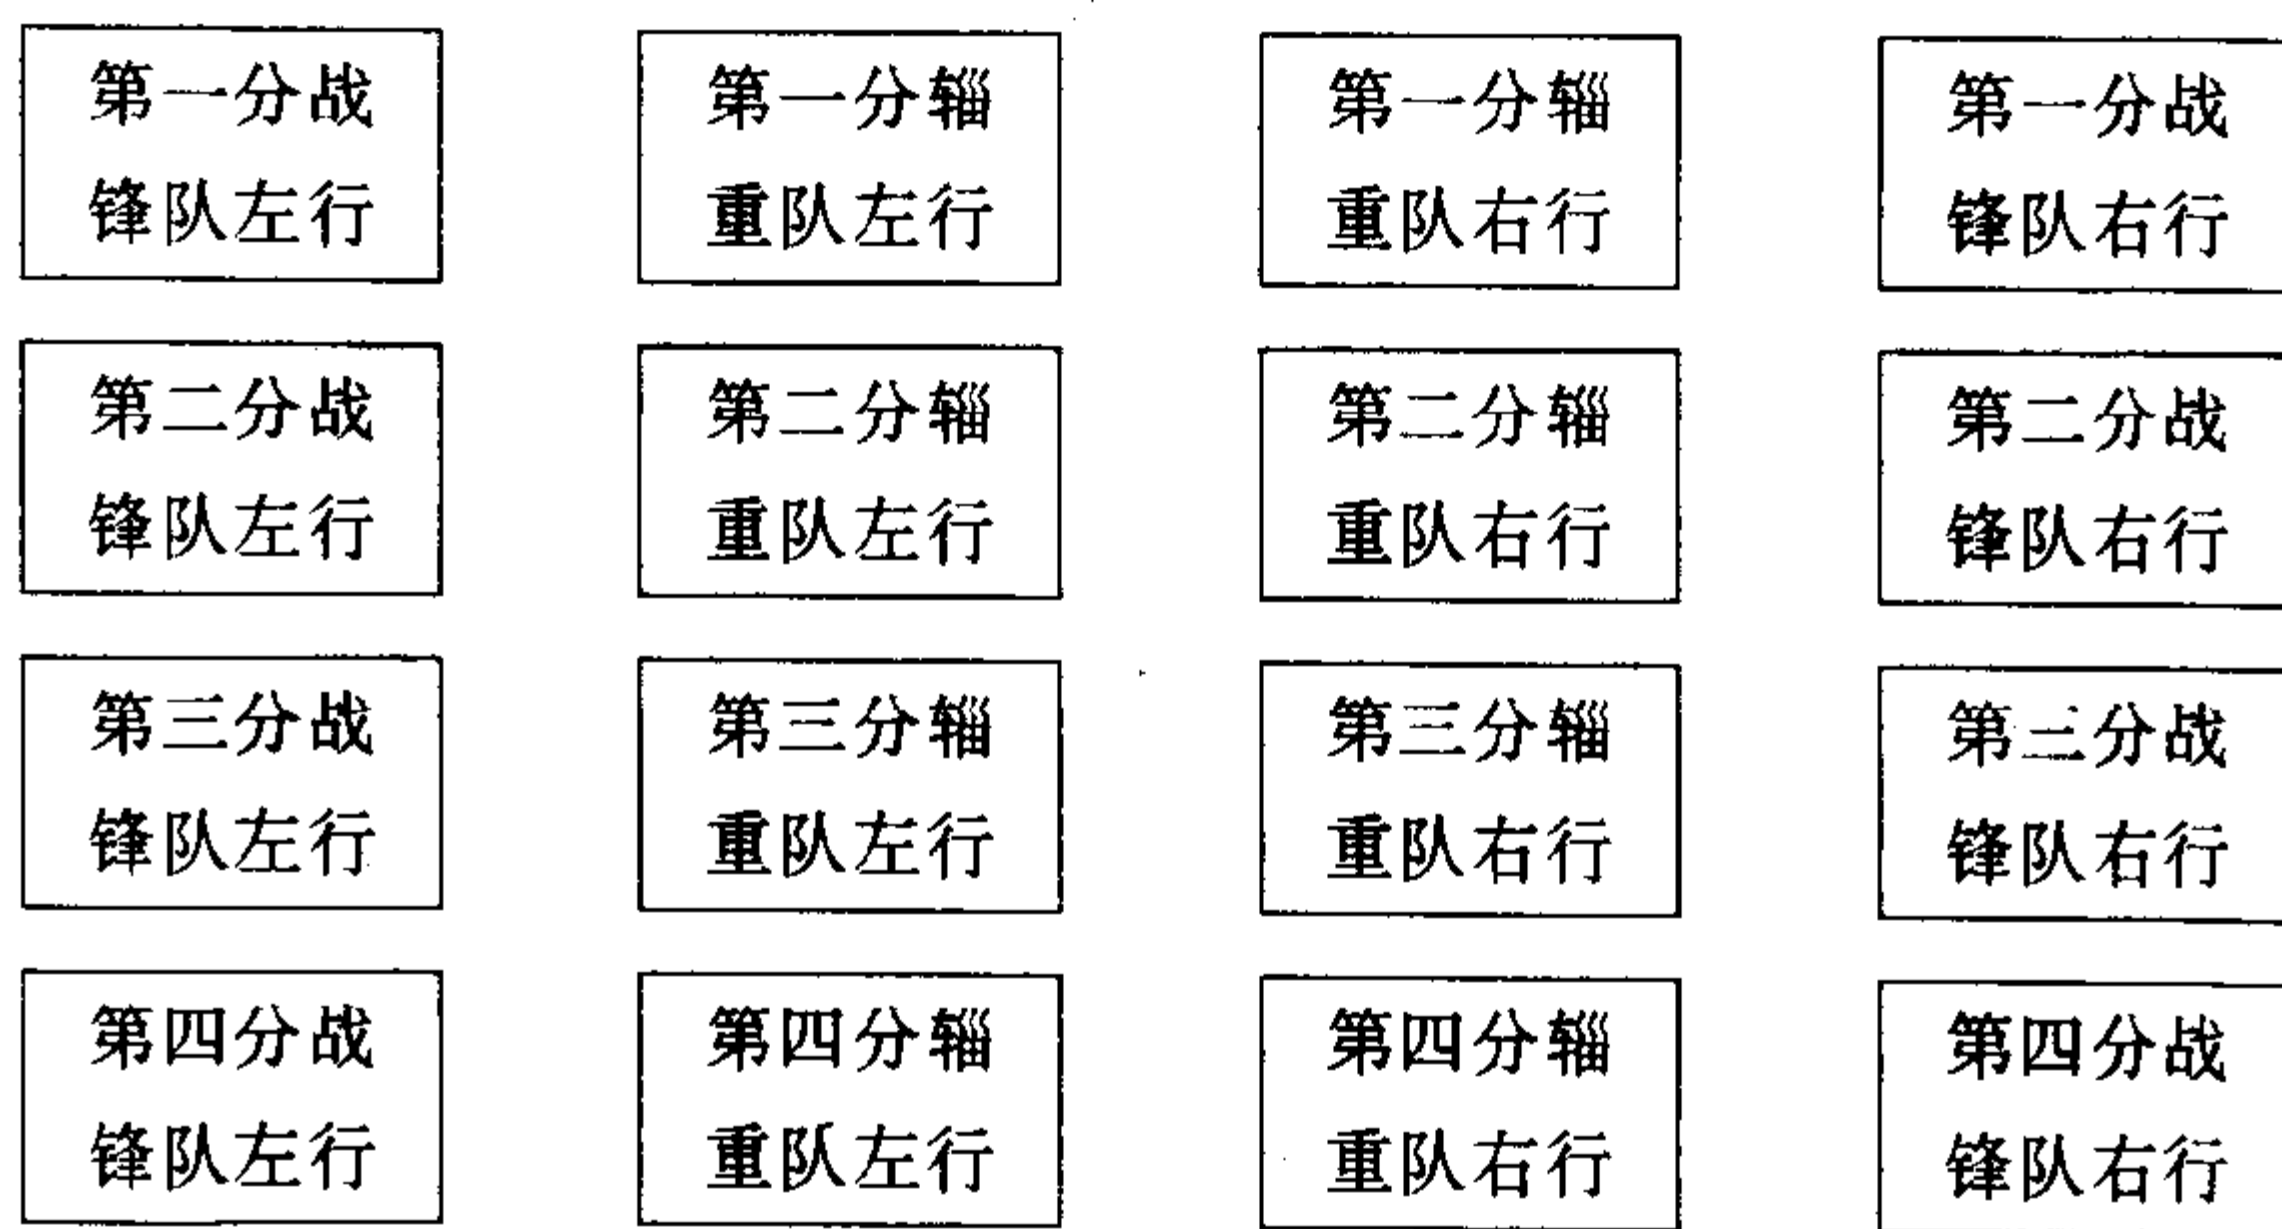 第一分战
锋队左行
第一分辎
重队左行
第一分辎
重队右行
第一分战
锋队右行
第二分战
锋队左行
第二分辎
重队左行
第二分辎
重队右行
第二分战
锋队右行
第三分战
锋队左行
第三分辎
重队左行
第三分辎
重队右行
第三分战
锋队右行
第四分战
锋队左行
第四分辎
重队左行
第四分辎
重队右行
第四分战
锋队右行